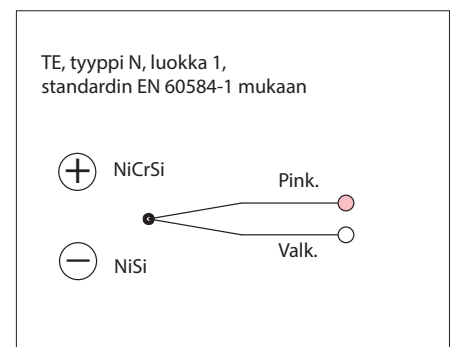 TE, tyyppi N, luokka 1,
standardin EN 60584-1 mukaan
+ NiCrSi
Pink.
− NiSi
Valk.